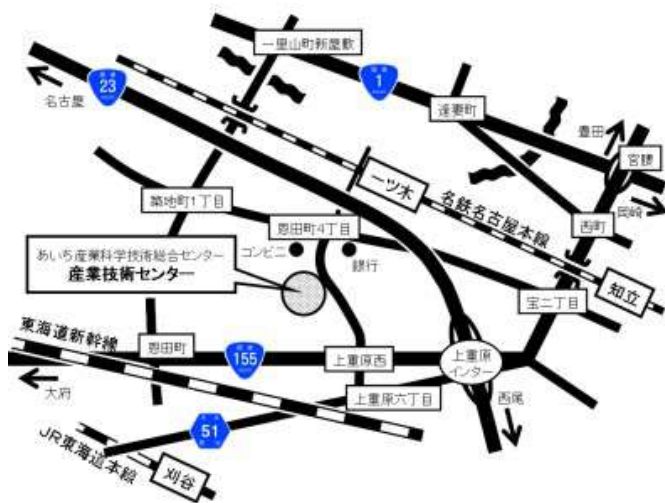 一里山町新屋敷
23
名古屋
1
逢妻町
豊田
宮腰
岡崎
一ツ木
名鉄名古屋本線
西町
築地町1丁目
恩田町4丁目
コンビニ
銀行
あいち産業科学技術総合センター
産業技術センター
知立
宝二丁目
東海道新幹線
恩田町
155
上重原西
上重原
インター
大府
上重原六丁目
西尾
51
JR東海道本線
刈谷